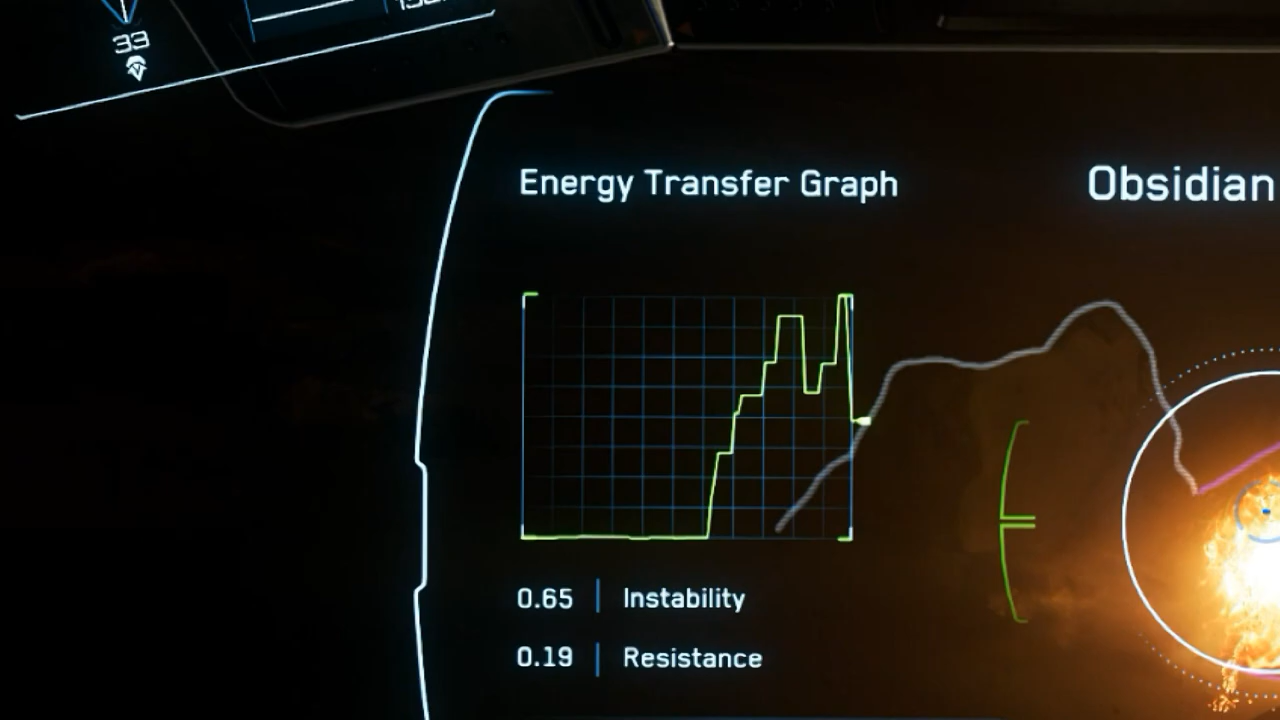 33
Energy Transfer Graph
Obsidian
0.65 | Instability
0.19 | Resistance